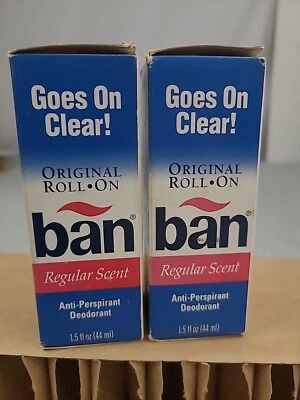 Goes On
Clear!
ORIGINAL
ROLL•ON
ban®
Regular Scent
Anti-Perspirant
Deodorant
1.5 fl oz (44 ml)
Goes On
Clear!
ORIGINAL
ROLL•ON
ban®
Regular Scent
Anti-Perspirant
Deodorant
1.5 fl oz (44 ml)